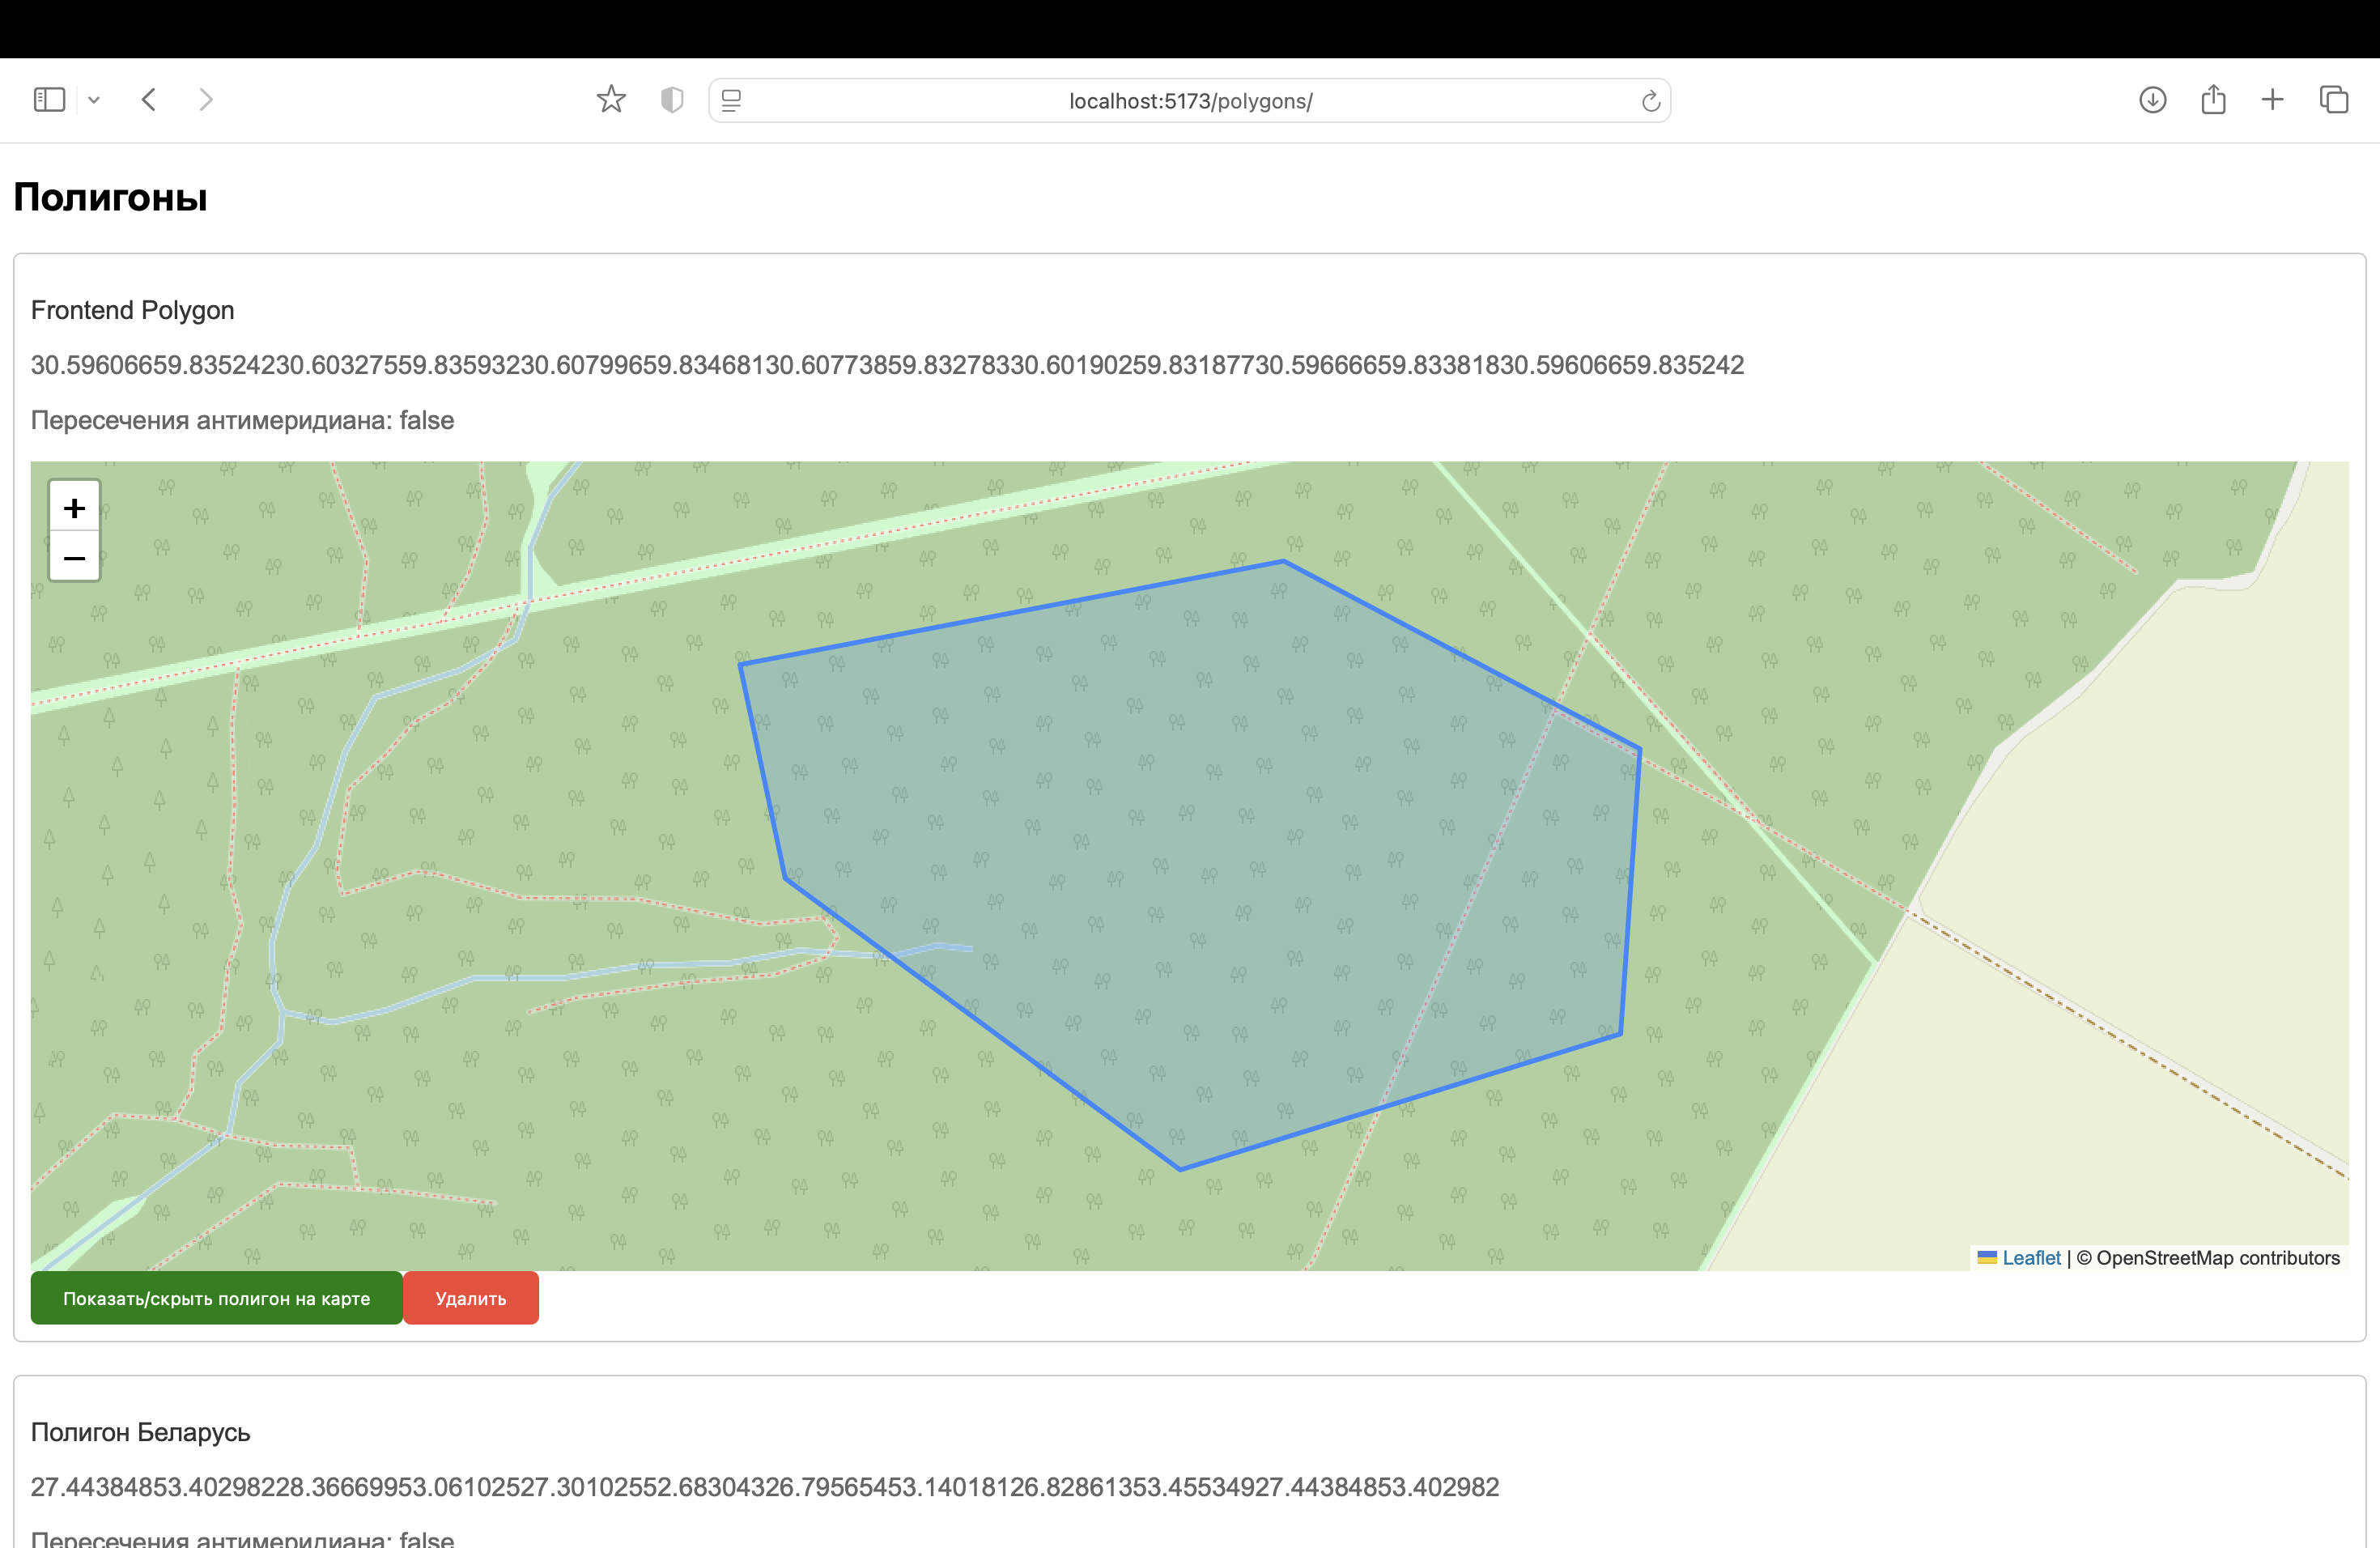 localhost:5173/polygons/
Полигоны
Frontend Polygon
30.59606659.83524230.60327559.83593230.60799659.83468130.60773859.83278330.60190259.83187730.59666659.83381830.59606659.835242
Пересечения антимеридиана: false
+
−
Leaflet | © OpenStreetMap contributors
Показать/скрыть полигон на карте Удалить
Полигон Беларусь
27.44384853.40298228.36669953.06102527.30102552.68304326.79565453.14018126.82861353.45534927.44384853.402982
Пересечения антимеридиана: false